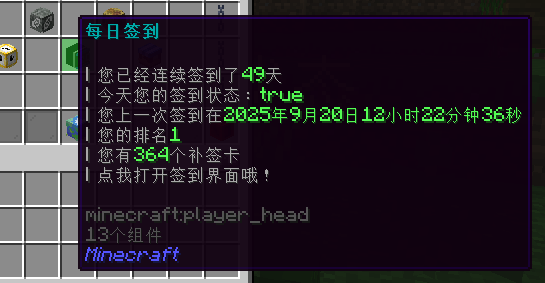 每日签到
| 您已经连续签到了49天
| 今天您的签到状态：true
| 您上一次签到在2025年9月20日12小时22分钟36秒
| 您的排名1
| 您有364个补签卡
| 点我打开签到界面哦！
minecraft:player_head
13个组件
Minecraft